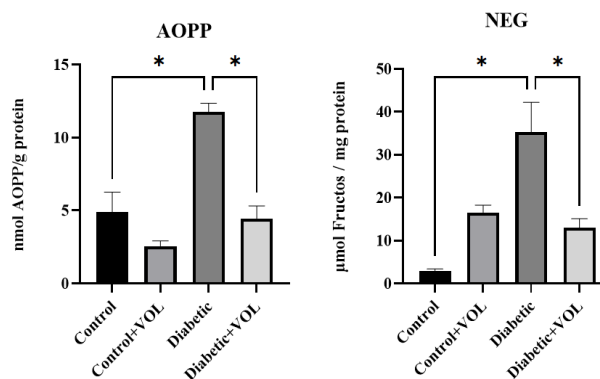 AOPP
nmol AOPP/g protein
15
10
5
0
*
*
Control
Control+VOL
Diabetic
Diabetic+VOL
NEG
µmol Fructos / mg protein
50
40
30
20
10
0
*
*
Control
Control+VOL
Diabetic
Diabetic+VOL